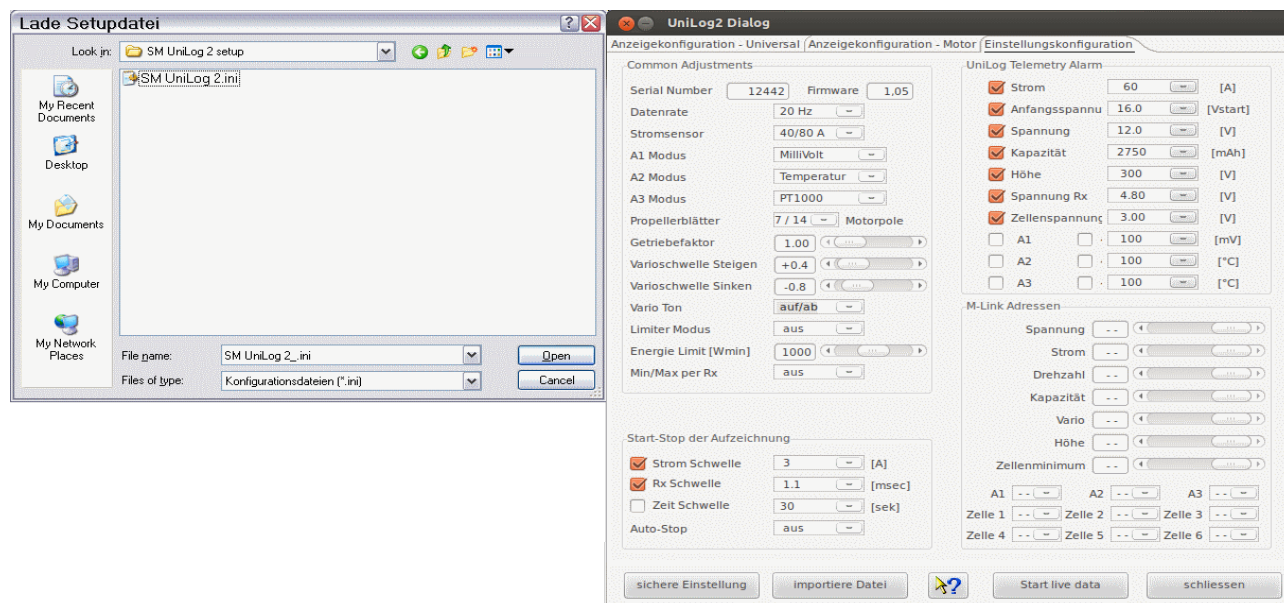 Lade Setupdatei
Look in: SM UniLog 2 setup
SM UniLog 2.ini
My Recent
Documents
Desktop
My Documents
My Computer
My Network
Places
File name: SM UniLog 2_.ini Open
Files of type: Konfigurationsdateien (*.ini) Cancel
UniLog2 Dialog
Anzeigekonfiguration - Universal Anzeigekonfiguration - Motor Einstellungskonfiguration
Common Adjustments
Serial Number 12442 Firmware 1,05
Datenrate 20 Hz
Stromsensor 40/80 A
A1 Modus MilliVolt
A2 Modus Temperatur
A3 Modus PT1000
Propellerblätter 7 / 14 Motorpole
Getriebefaktor 1.00
Varioschwelle Steigen +0.4
Varioschwelle Sinken -0.8
Vario Ton auf/ab
Limiter Modus aus
Energie Limit [Wmin] 1000
Min/Max per Rx aus
Start-Stop der Aufzeichnung
Strom Schwelle 3 [A]
Rx Schwelle 1.1 [msec]
Zeit Schwelle 30 [sek]
Auto-Stop aus
UniLog Telemetry Alarm
Strom 60 [A]
Anfangsspannu 16.0 [Vstart]
Spannung 12.0 [V]
Kapazität 2750 [mAh]
Höhe 300 [V]
Spannung Rx 4.80 [V]
Zellenspannung 3.00 [V]
A1 100 [mV]
A2 100 [°C]
A3 100 [°C]
M-Link Adressen
Spannung - -
Strom - -
Drehzahl - -
Kapazität - -
Vario - -
Höhe - -
Zellenminimum - -
A1 - - A2 - - A3 - -
Zelle 1 - - Zelle 2 - - Zelle 3 - -
Zelle 4 - - Zelle 5 - - Zelle 6 - -
sichere Einstellung importiere Datei ? Start live data schliessen